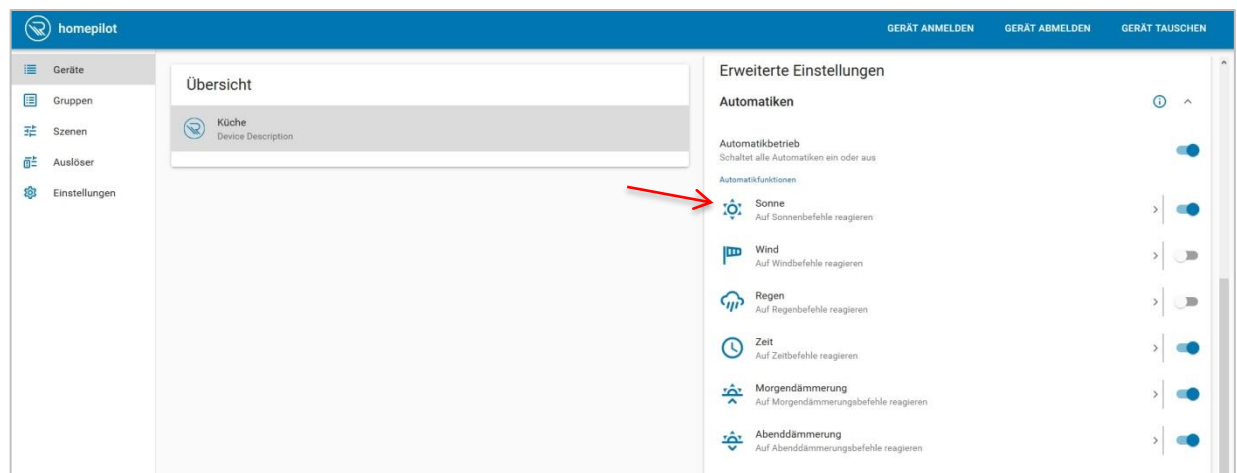 homepilot
GERÄT ANMELDEN GERÄT ABMELDEN GERÄT TAUSCHEN
Geräte
Gruppen
Szenen
Auslöser
Einstellungen
Übersicht
Küche
Device Description
Erweiterte Einstellungen
Automatiken
Automatikbetrieb
Schaltet alle Automatiken ein oder aus
Automatikfunktionen
Sonne
Auf Sonnenbefehle reagieren
Wind
Auf Windbefehle reagieren
Regen
Auf Regenbefehle reagieren
Zeit
Auf Zeitbefehle reagieren
Morgendämmerung
Auf Morgendämmerungsbefehle reagieren
Abenddämmerung
Auf Abenddämmerungsbefehle reagieren